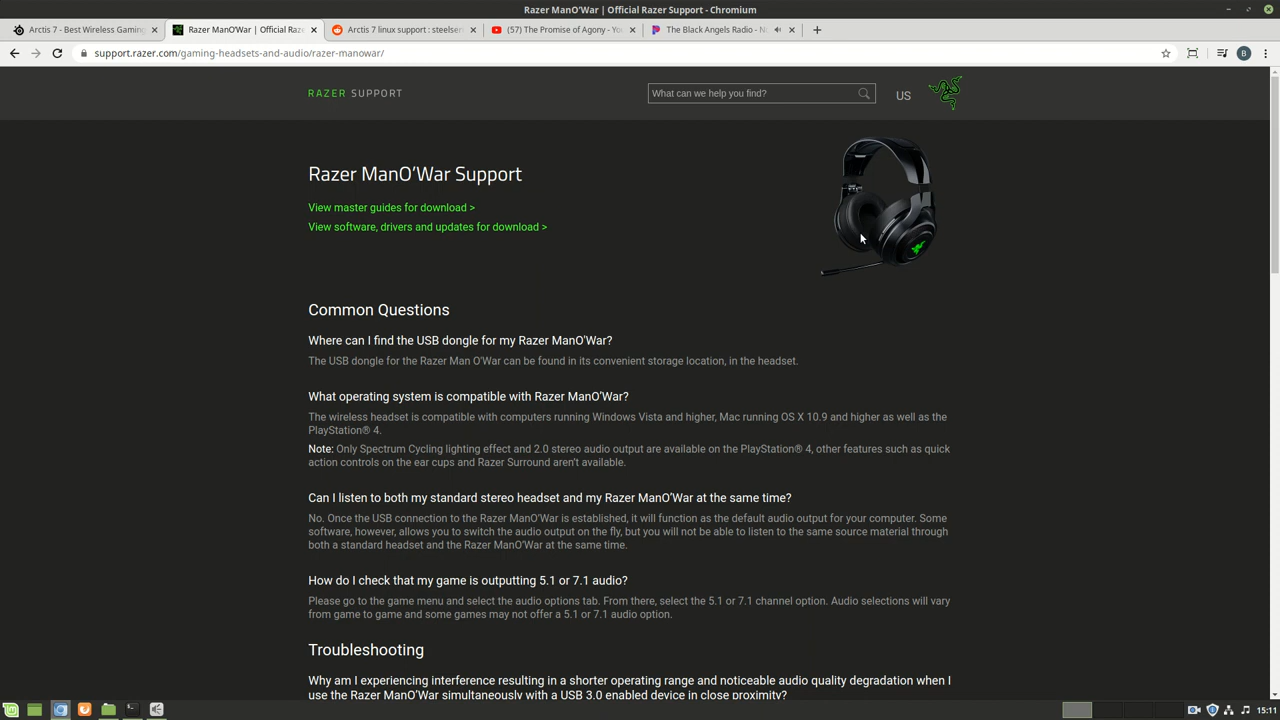 Razer ManO'War | Official Razer Support - Chromium
Arctis 7 - Best Wireless Gaming
Razer ManO'War | Official Raze
Arctis 7 linux support : steelser
(57) The Promise of Agony - Yo
The Black Angels Radio - N
support.razer.com/gaming-headsets-and-audio/razer-manowar/
B
RAZER SUPPORT
What can we help you find?
US
Razer ManO'War Support
View master guides for download >
View software, drivers and updates for download >
Common Questions
Where can I find the USB dongle for my Razer ManO'War?
The USB dongle for the Razer Man O'War can be found in its convenient storage location, in the headset.
What operating system is compatible with Razer ManO'War?
The wireless headset is compatible with computers running Windows Vista and higher, Mac running OS X 10.9 and higher as well as the
PlayStation® 4.
Note: Only Spectrum Cycling lighting effect and 2.0 stereo audio output are available on the PlayStation® 4, other features such as quick
action controls on the ear cups and Razer Surround aren't available.
Can I listen to both my standard stereo headset and my Razer ManO'War at the same time?
No. Once the USB connection to the Razer ManO'War is established, it will function as the default audio output for your computer. Some
software, however, allows you to switch the audio output on the fly, but you will not be able to listen to the same source material through
both a standard headset and the Razer ManO'War at the same time.
How do I check that my game is outputting 5.1 or 7.1 audio?
Please go to the game menu and select the audio options tab. From there, select the 5.1 or 7.1 channel option. Audio selections will vary
from game to game and some games may not offer a 5.1 or 7.1 audio option.
Troubleshooting
Why am I experiencing interference resulting in a shorter operating range and noticeable audio quality degradation when I
use the Razer ManO'War simultaneously with a USB 3.0 enabled device in close proximity?
15:11